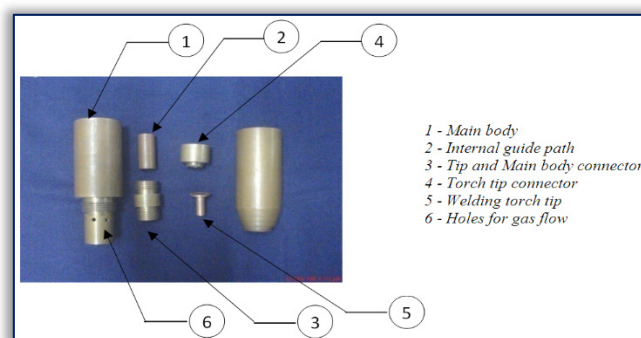 1
2
4
1 - Main body
2 - Internal guide path
3 - Tip and Main body connector
4 - Torch tip connector
5 - Welding torch tip
6 - Holes for gas flow
6
3
5